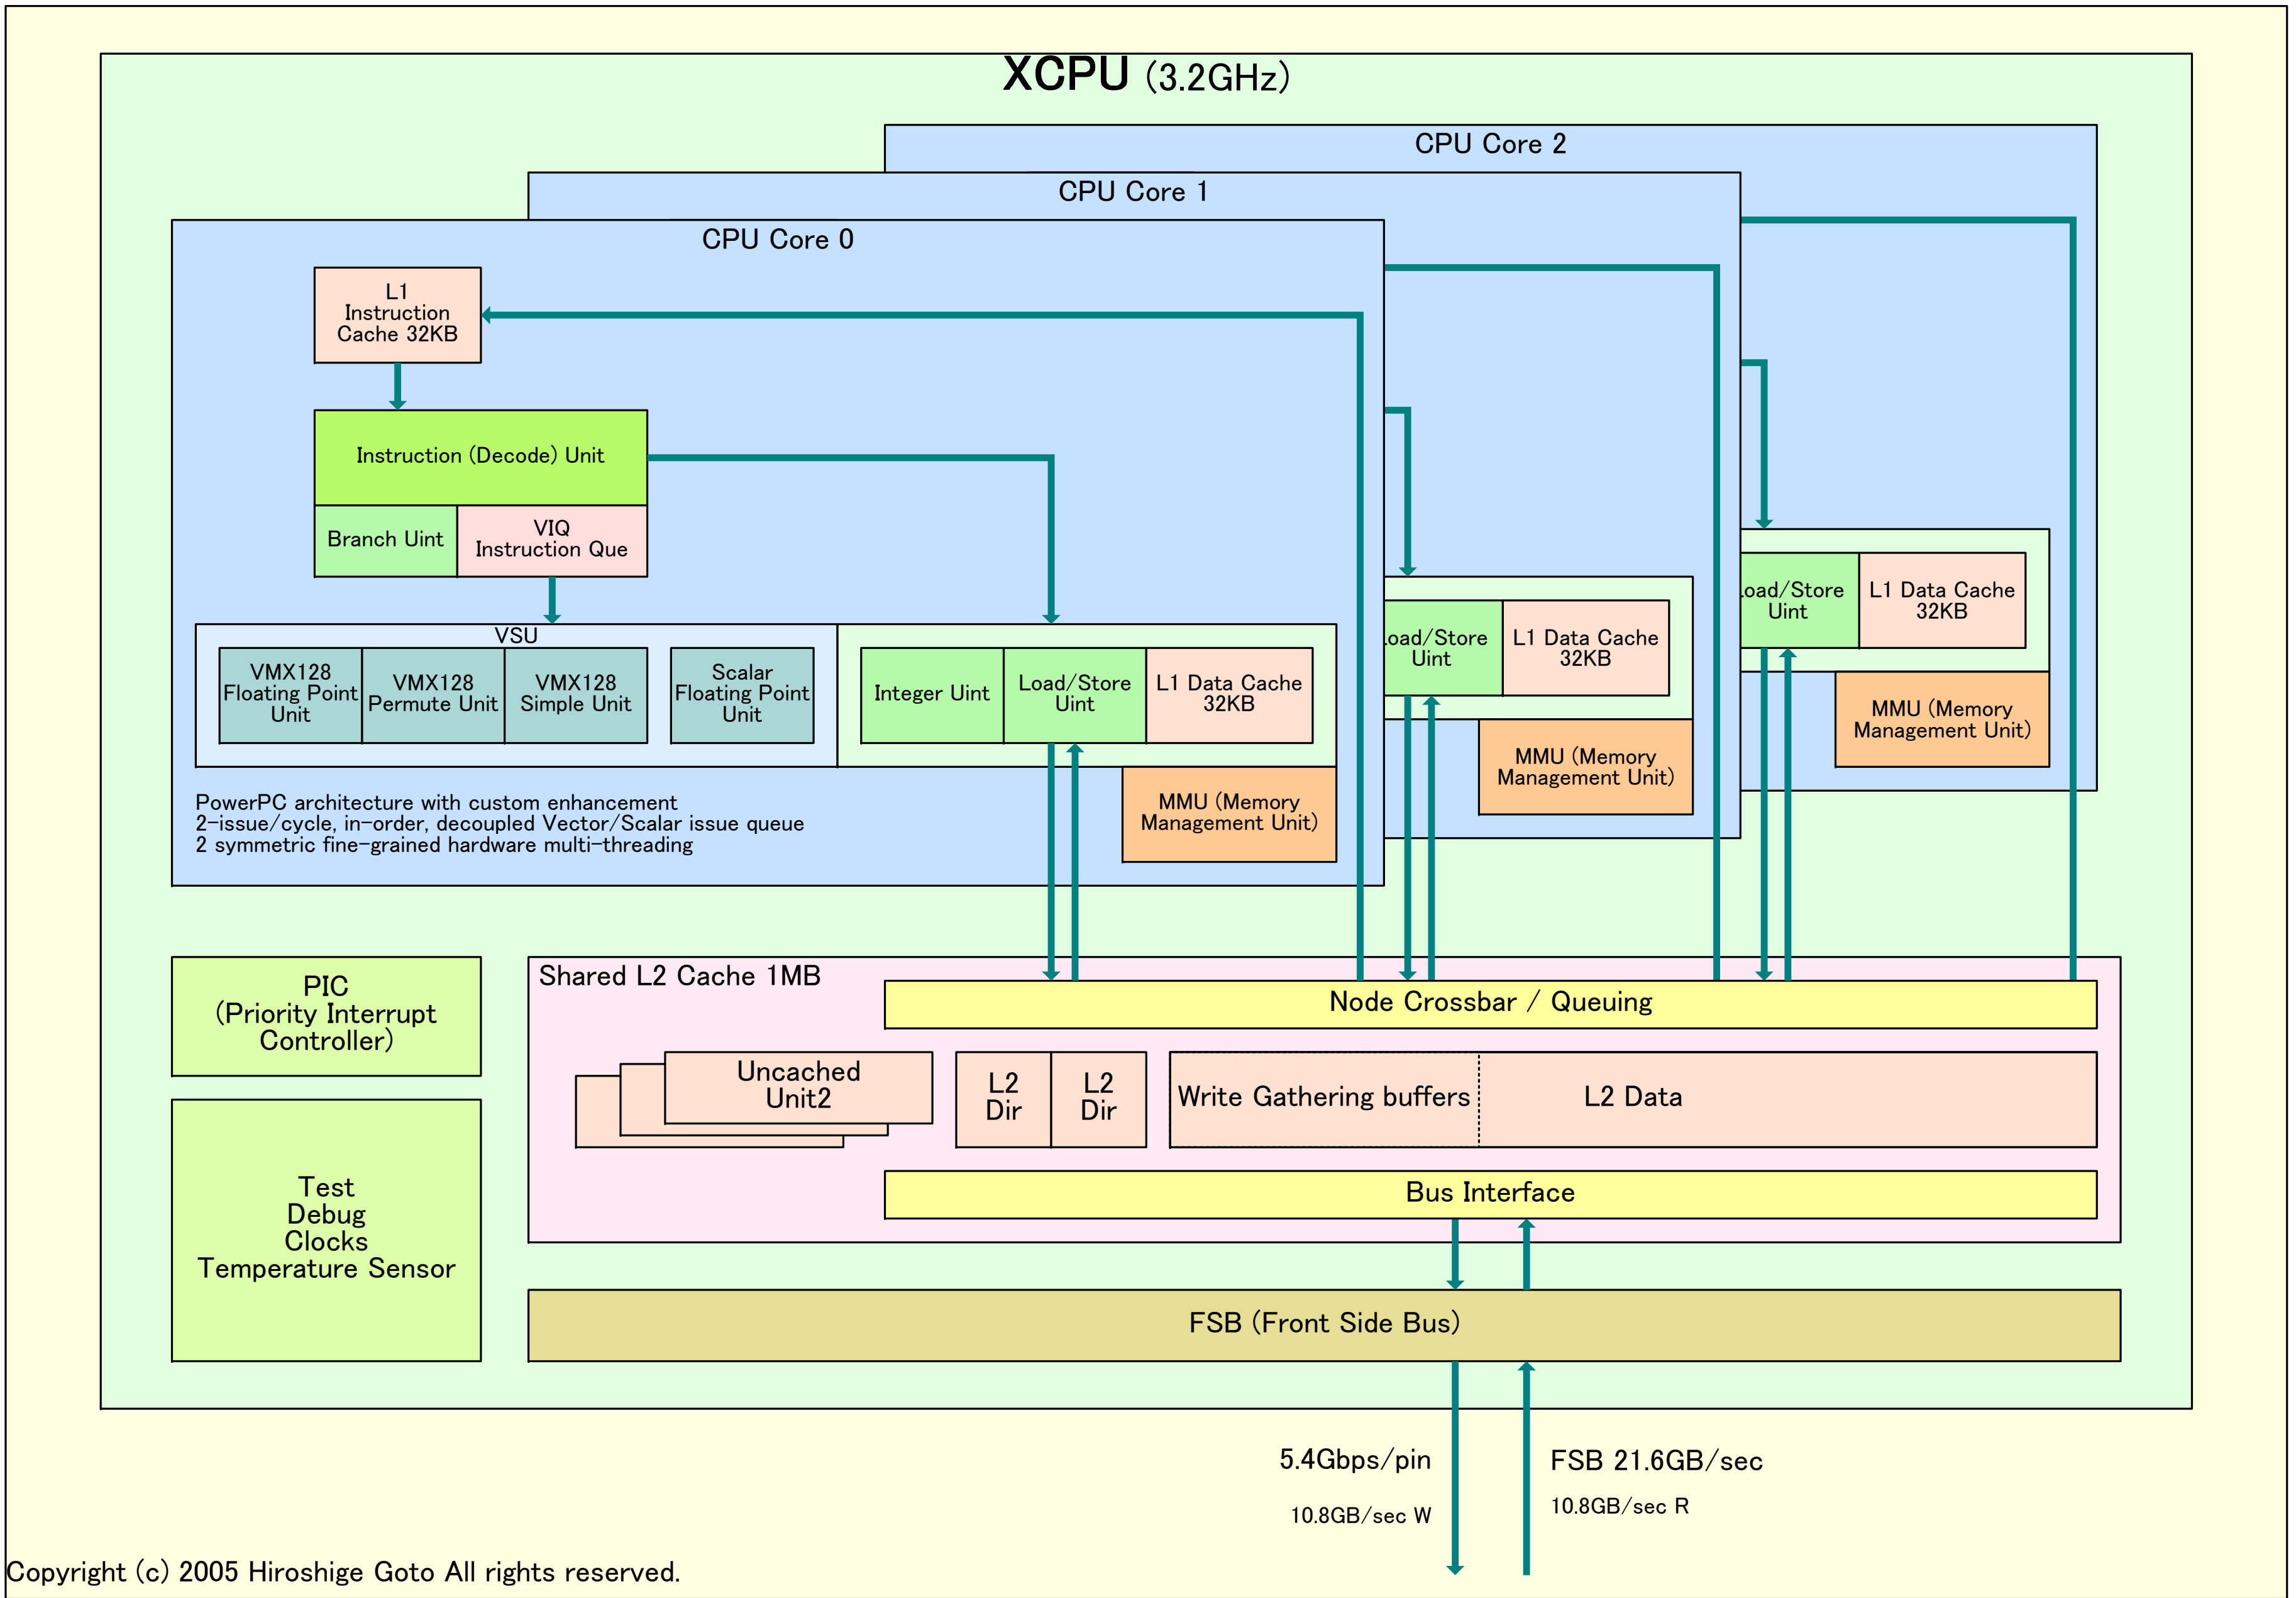 XCPU (3.2GHz)
CPU Core 2
CPU Core 1
CPU Core 0
L1
Instruction
Cache 32KB
Instruction (Decode) Unit
Branch Uint
VIQ
Instruction Que
VSU
VMX128
Floating Point
Unit
VMX128
Permute Unit
VMX128
Simple Unit
Scalar
Floating Point
Unit
Integer Uint
Load/Store
Uint
L1 Data Cache
32KB
MMU (Memory
Management Unit)
PowerPC architecture with custom enhancement
2-issue/cycle, in-order, decoupled Vector/Scalar issue queue
2 symmetric fine-grained hardware multi-threading
Load/Store
Uint
L1 Data Cache
32KB
MMU (Memory
Management Unit)
Load/Store
Uint
L1 Data Cache
32KB
MMU (Memory
Management Unit)
PIC
(Priority Interrupt
Controller)
Test
Debug
Clocks
Temperature Sensor
Shared L2 Cache 1MB
Node Crossbar / Queuing
Uncached
Unit2
L2
Dir
L2
Dir
Write Gathering buffers
L2 Data
Bus Interface
FSB (Front Side Bus)
5.4Gbps/pin
10.8GB/sec W
FSB 21.6GB/sec
10.8GB/sec R
Copyright (c) 2005 Hiroshige Goto All rights reserved.